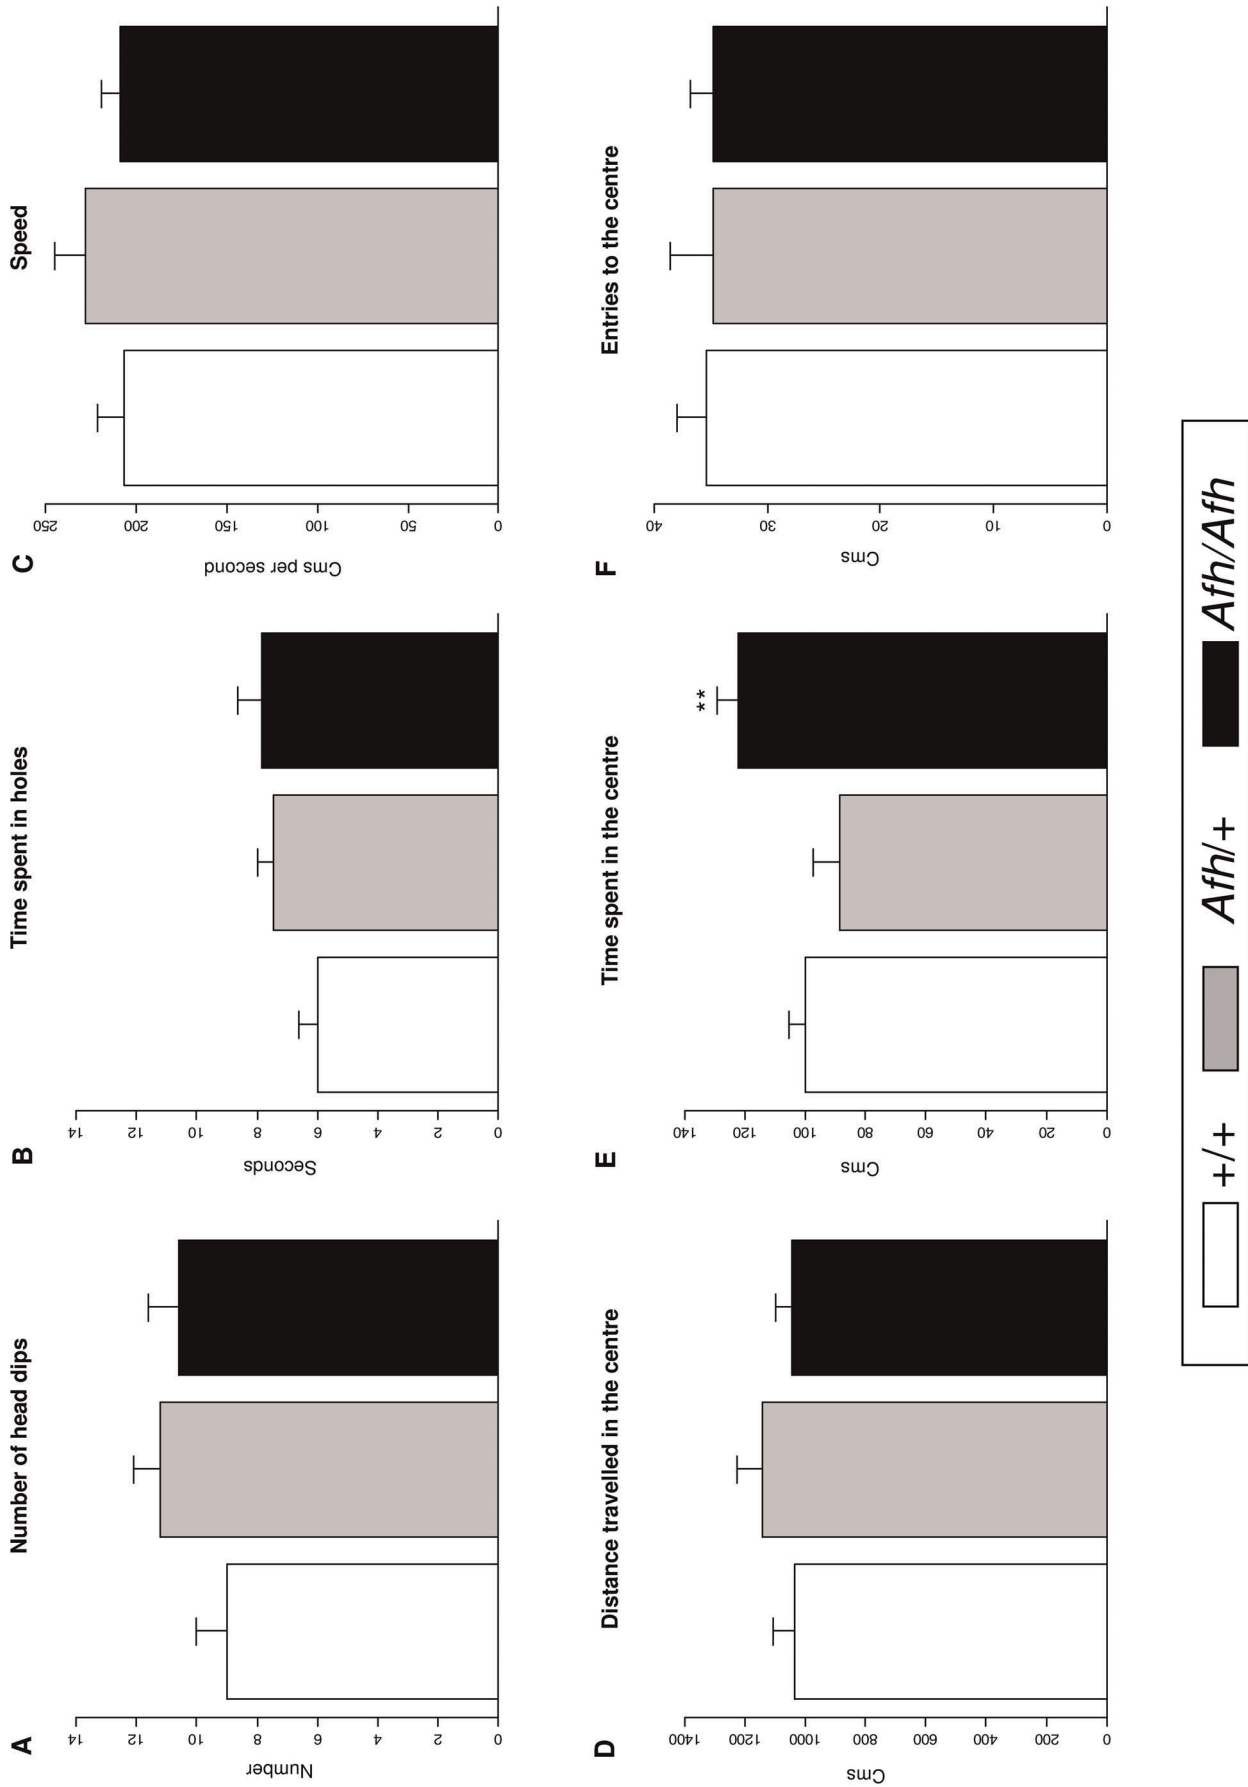 A
Number of head dips
Number
14
12
10
8
6
4
2
0
B
Time spent in holes
Seconds
14
12
10
8
6
4
2
0
C
Speed
Cms per second
250
200
150
100
50
0
D
Distance travelled in the centre
Cms
1400
1200
1000
800
600
400
200
0
E
Time spent in the centre
Cms
140
120
100
80
60
40
20
0
**
F
Entries to the centre
Cms
40
30
20
10
0
+/+ Afh/+ Afh/Afh